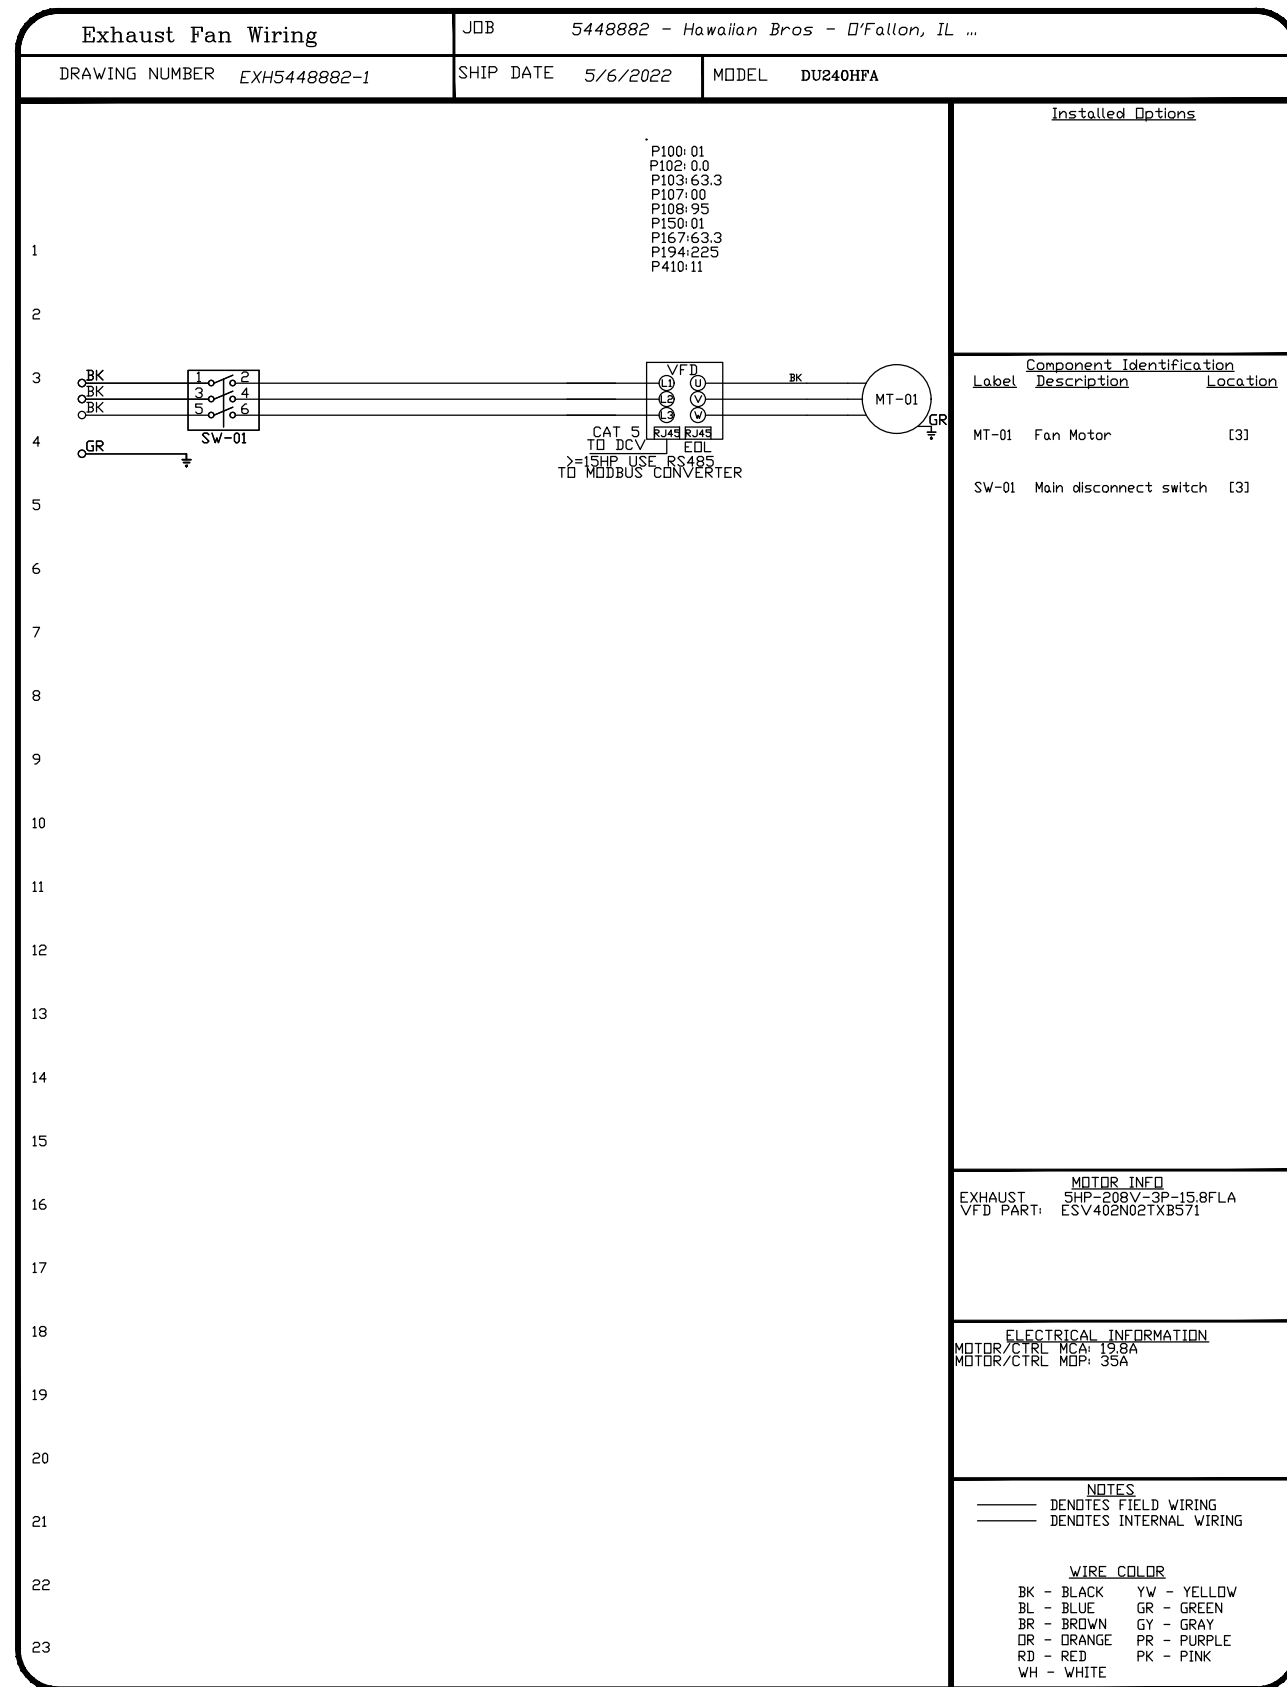 Exhaust Fan Wiring
JOB 5448882 - Hawaiian Bros - O'Fallon, IL ...
DRAWING NUMBER EXH5448882-1
SHIP DATE 5/6/2022
MODEL DU240HFA
Installed Options
P100: 01
P102: 0.0
P103: 63.3
P107: 00
P108: 95
P150: 01
P167:63.3
P194:225
P410: 11
1
2
3
4
5
6
7
8
9
10
11
12
13
14
15
16
17
18
19
20
21
22
23
BK
BK
BK
GR
1 2
3 4
5 6
SW-01
VFD
L1 U
L2 V
L3 W
RJ45 RJ45
CAT 5
TO DCV
EOL
>=15HP USE RS485
TO MODBUS CONVERTER
BK
MT-01
GR
Component Identification
Label Description Location
MT-01 Fan Motor [3]
SW-01 Main disconnect switch [3]
MOTOR INFO
EXHAUST 5HP-208V-3P-15.8FLA
VFD PART: ESV402N02TXB571
ELECTRICAL INFORMATION
MOTOR/CTRL MCA: 19.8A
MOTOR/CTRL MOP: 35A
NOTES
DENOTES FIELD WIRING
DENOTES INTERNAL WIRING
WIRE COLOR
BK - BLACK YW - YELLOW
BL - BLUE GR - GREEN
BR - BROWN GY - GRAY
OR - ORANGE PR - PURPLE
RD - RED PK - PINK
WH - WHITE